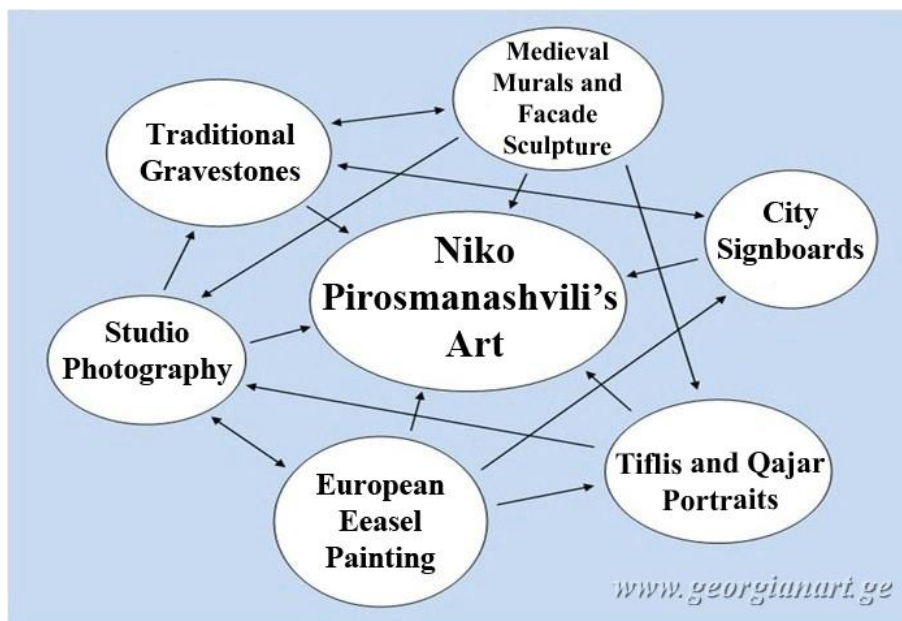 Medieval
Murals and
Facade
Sculpture
Traditional
Gravestones
City
Signboards
Niko
Pirosmanashvili's
Art
Studio
Photography
Tiflis and Qajar
Portraits
European
Eeasel
Painting
www.georgianart.ge